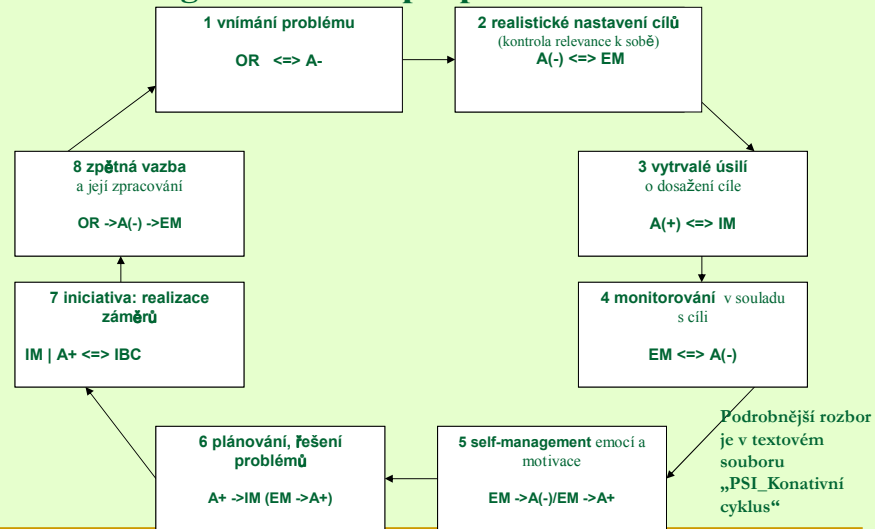 1 vnímání problému
OR <=> A-
2 realistické nastavení cílů
(kontrola relevance k sobě)
A(-) <=> EM
3 vytrvalé úsilí
o dosažení cíle
A(+) <=> IM
4 monitorování v souladu
s cíli
EM <=> A(-)
5 self-management emocí a
motivace
EM ->A(-)/EM ->A+
6 plánování, řešení
problémů
A+ ->IM (EM ->A+)
7 iniciativa: realizace
záměrů
IM | A+ <=> IBC
8 zpětná vazba
a její zpracování
OR ->A(-) ->EM
Podrobnější rozbor
je v textovém
souboru
„PSI_Konativní
cyklus“